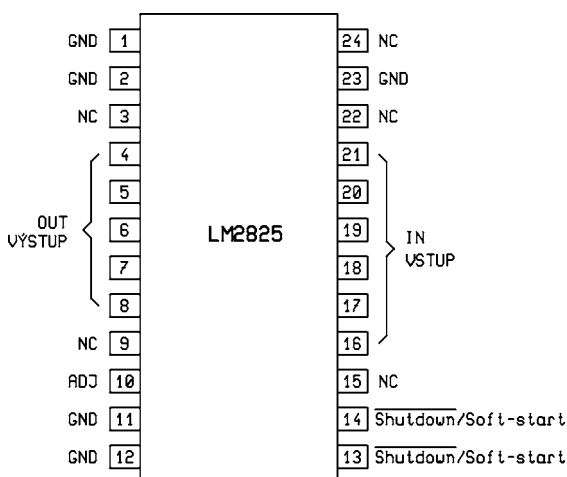 GND 1
GND 2
NC 3
4
5
OUT
VÝSTUP
6
7
8
NC 9
ADJ 10
GND 11
GND 12
LM2825
24 NC
23 GND
22 NC
21
20
19
IN
VSTUP
18
17
16
15 NC
14 Shutdown/Soft-start
13 Shutdown/Soft-start